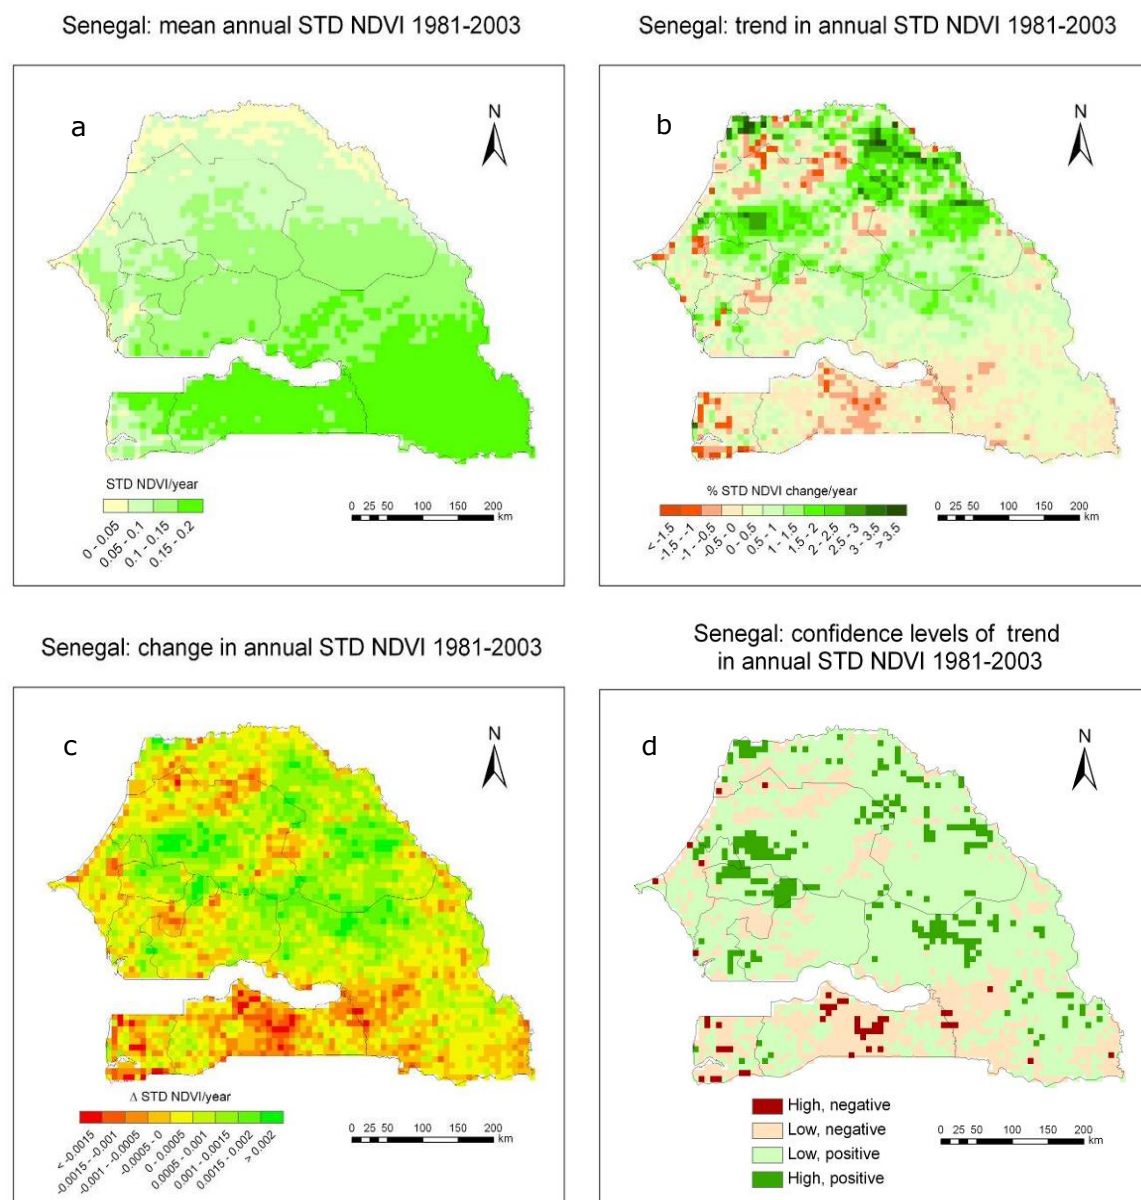 Senegal: mean annual STD NDVI 1981-2003
a
N
STD NDVI/year
0 - 0.05
0.05 - 0.1
0.1 - 0.15
0.15 - 0.2
0 25 50 100 150 200
km
Senegal: trend in annual STD NDVI 1981-2003
b
N
% STD NDVI change/year
< -1.5
-1.5 - -1
-1 - -0.5
-0.5 - 0
0 - 0.5
0.5 - 1
1 - 1.5
1.5 - 2
2 - 2.5
2.5 - 3
3 - 3.5
> 3.5
0 25 50 100 150 200
km
Senegal: change in annual STD NDVI 1981-2003
c
N
Δ STD NDVI/year
< -0.0015
-0.0015 - -0.001
-0.001 - -0.0005
-0.0005 - 0
0 - 0.0005
0.0005 - 0.001
0.001 - 0.0015
0.0015 - 0.002
> 0.002
0 25 50 100 150 200
km
Senegal: confidence levels of trend
in annual STD NDVI 1981-2003
d
N
High, negative
Low, negative
Low, positive
High, positive
0 25 50 100 150 200
km